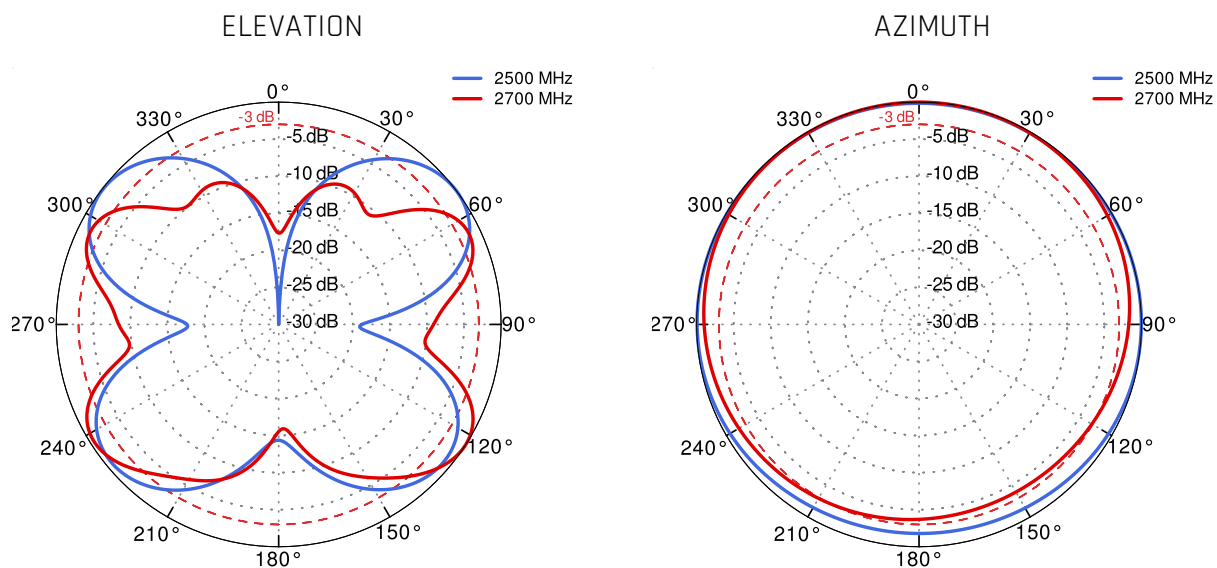 ELEVATION
2500 MHz
2700 MHz
0°
-3 dB
330°
30°
-5 dB
-10 dB
300°
60°
-15 dB
-20 dB
-25 dB
270°
-30 dB
90°
240°
120°
210°
150°
180°
AZIMUTH
2500 MHz
2700 MHz
0°
-3 dB
330°
30°
-5 dB
-10 dB
300°
60°
-15 dB
-20 dB
-25 dB
270°
-30 dB
90°
240°
120°
210°
150°
180°